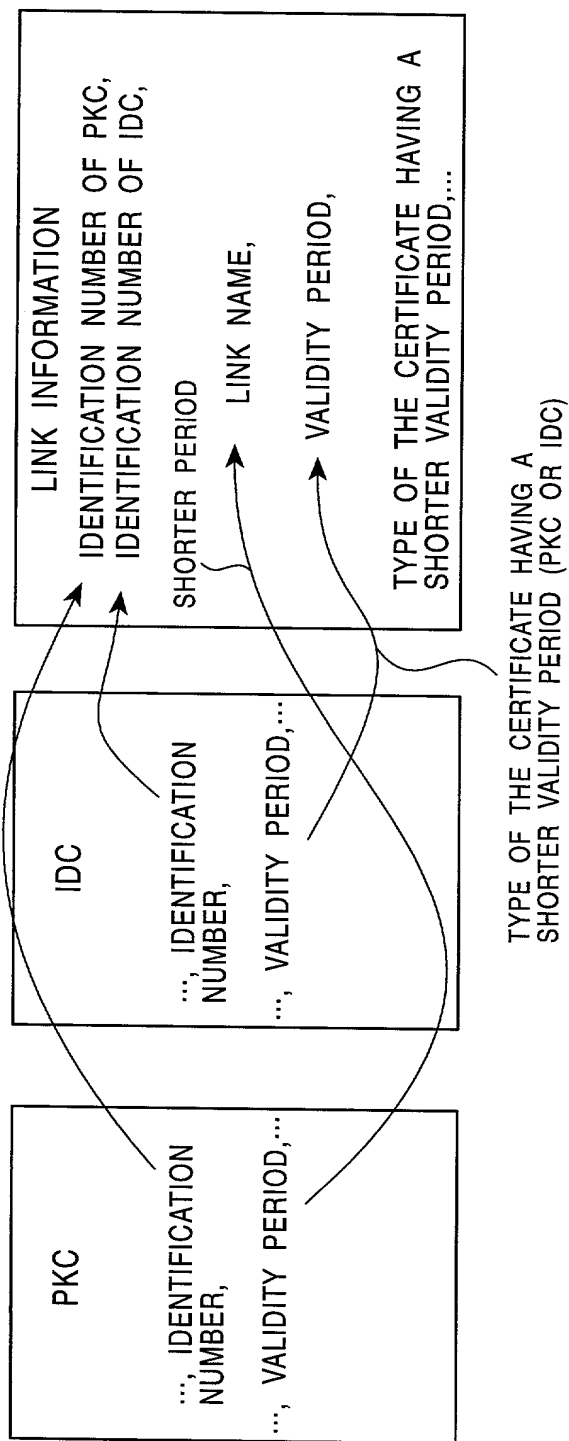 PKC
..., IDENTIFICATION
NUMBER,
..., VALIDITY PERIOD,...
IDC
..., IDENTIFICATION
NUMBER,
..., VALIDITY PERIOD,...
LINK INFORMATION
IDENTIFICATION NUMBER OF PKC,
IDENTIFICATION NUMBER OF IDC,
SHORTER PERIOD
LINK NAME,
VALIDITY PERIOD,
TYPE OF THE CERTIFICATE HAVING A
SHORTER VALIDITY PERIOD,...
TYPE OF THE CERTIFICATE HAVING A
SHORTER VALIDITY PERIOD (PKC OR IDC)